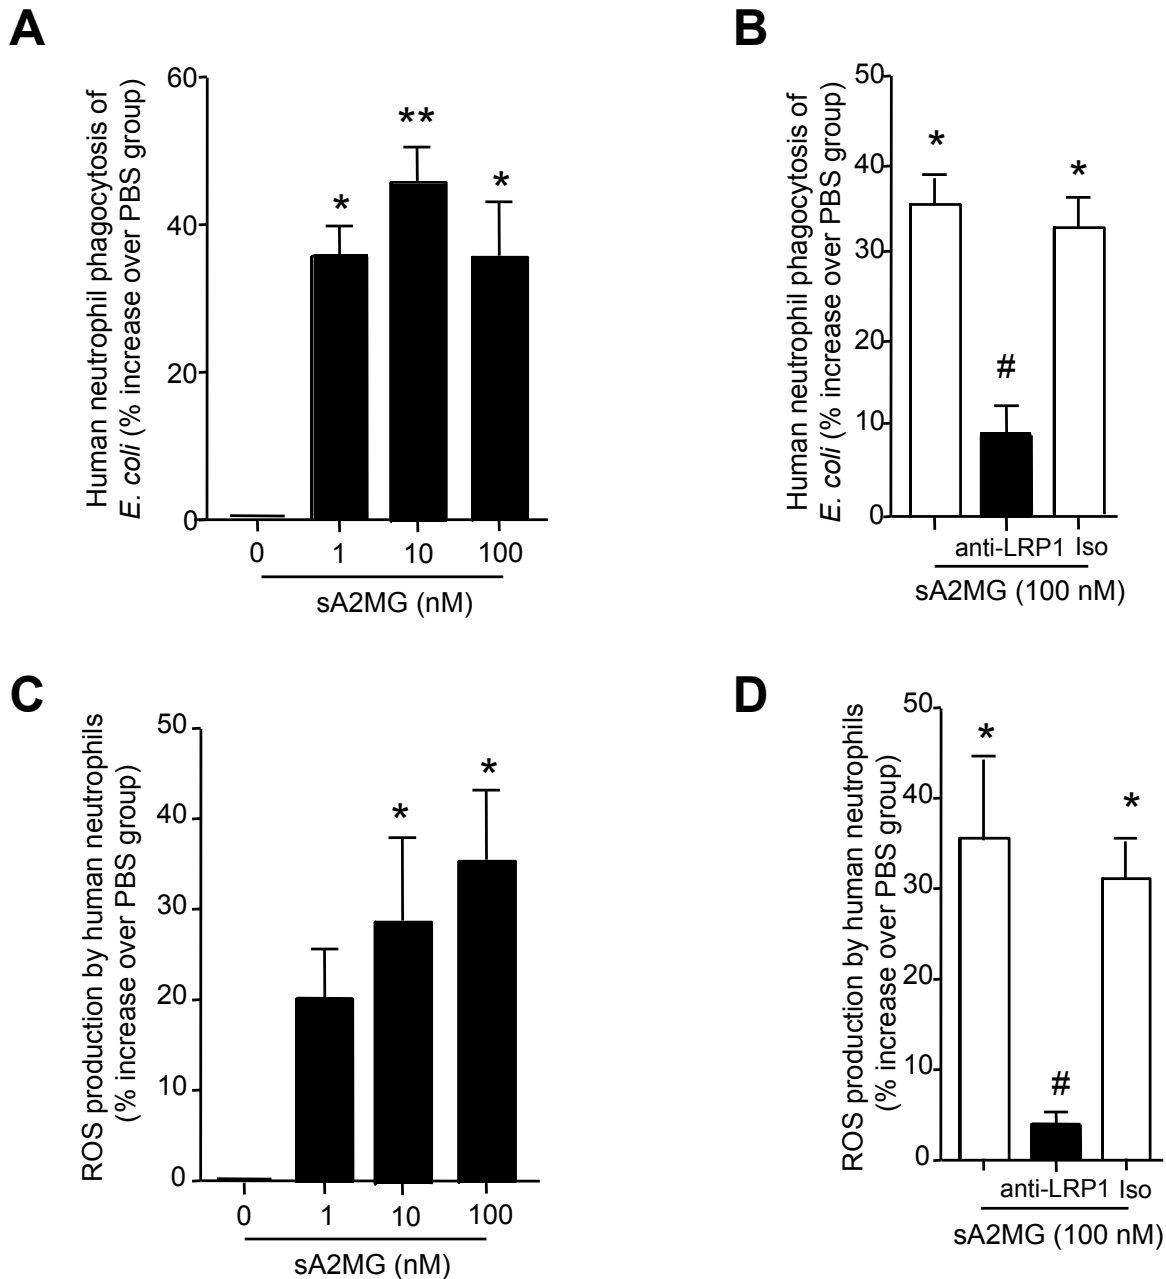 A
Human neutrophil phagocytosis of
E. coli (% increase over PBS group)
60
40
20
0
*
**
*
0 1 10 100
sA2MG (nM)
B
Human neutrophil phagocytosis of
E. coli (% increase over PBS group)
50
40
30
20
10
0
*
#
*
anti-LRP1 Iso
sA2MG (100 nM)
C
ROS production by human neutrophils
(% increase over PBS group)
50
40
30
20
10
0
*
*
0 1 10 100
sA2MG (nM)
D
ROS production by human neutrophils
(% increase over PBS group)
50
40
30
20
10
0
*
#
*
anti-LRP1 Iso
sA2MG (100 nM)